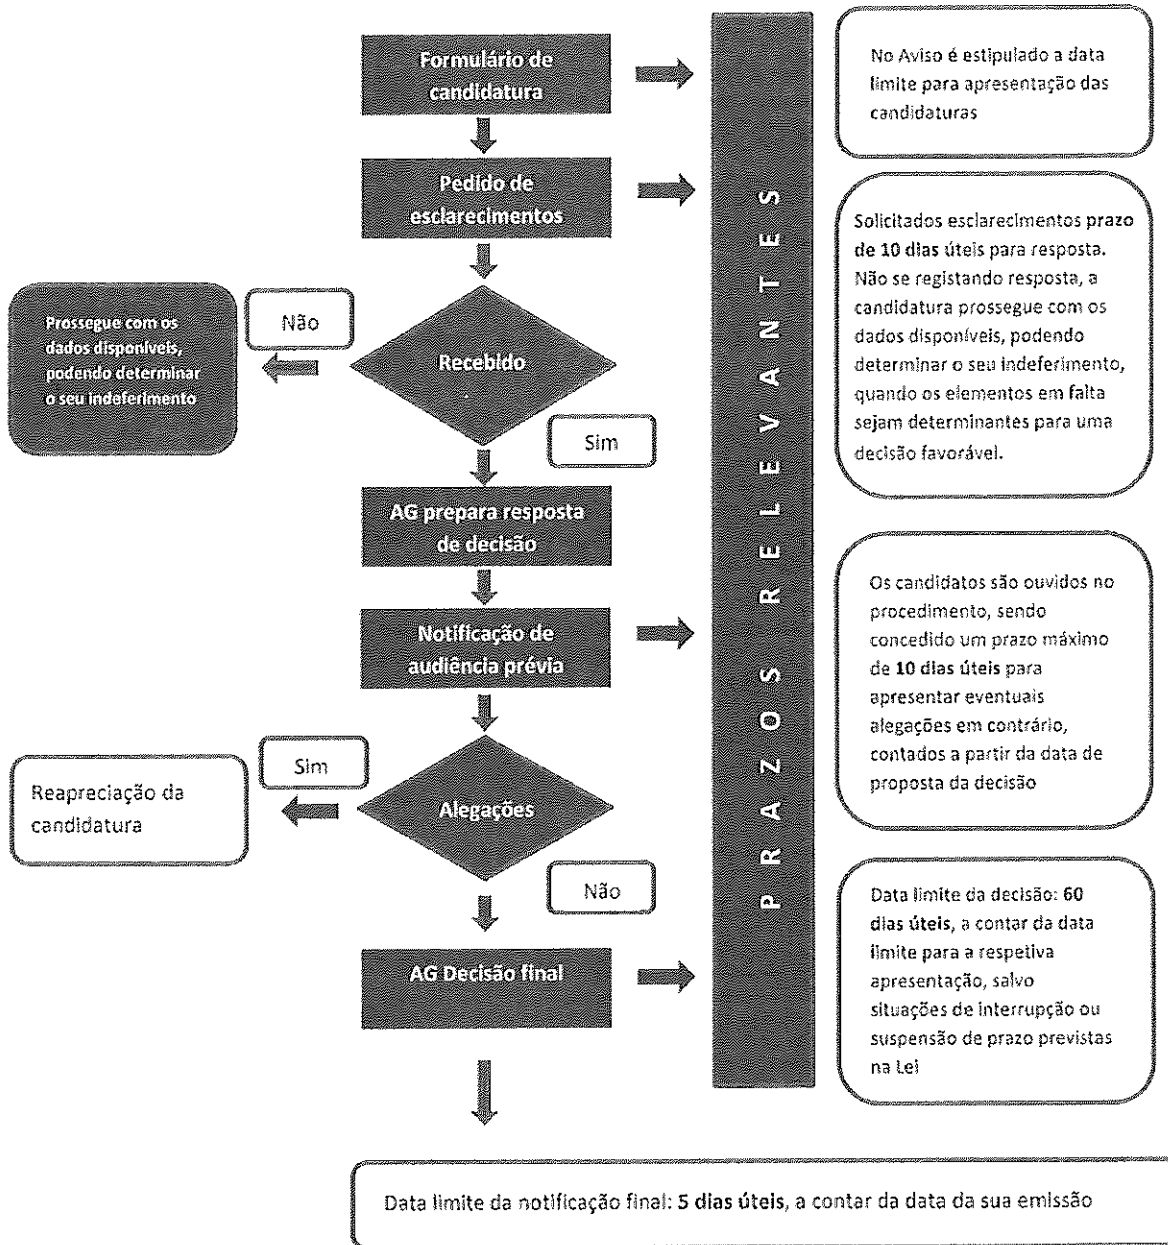 Formulário de
candidatura
No Aviso é estipulado a data
limite para apresentação das
candidaturas
Pedido de
esclarecimentos
Solicitados esclarecimentos prazo
de 10 dias úteis para resposta.
Não se registando resposta, a
candidatura prossegue com os
dados disponíveis, podendo
determinar o seu indeferimento,
quando os elementos em falta
sejam determinantes para uma
decisão favorável.
Prossegue com os
dados disponíveis,
podendo determinar
o seu indeferimento
Não
Recebido
Sim
AG prepara resposta
de decisão
Notificação de
audiência prévia
Os candidatos são ouvidos no
procedimento, sendo
concedido um prazo máximo
de 10 dias úteis para
apresentar eventuais
alegações em contrário,
contados a partir da data de
proposta da decisão
Reapreciação da
candidatura
Sim
Alegações
Não
AG Decisão final
Data limite da decisão: 60
dias úteis, a contar da data
limite para a respetiva
apresentação, salvo
situações de interrupção ou
suspensão de prazo previstas
na Lei
PRAZOS RELEVANTES
Data limite da notificação final: 5 dias úteis, a contar da data da sua emissão